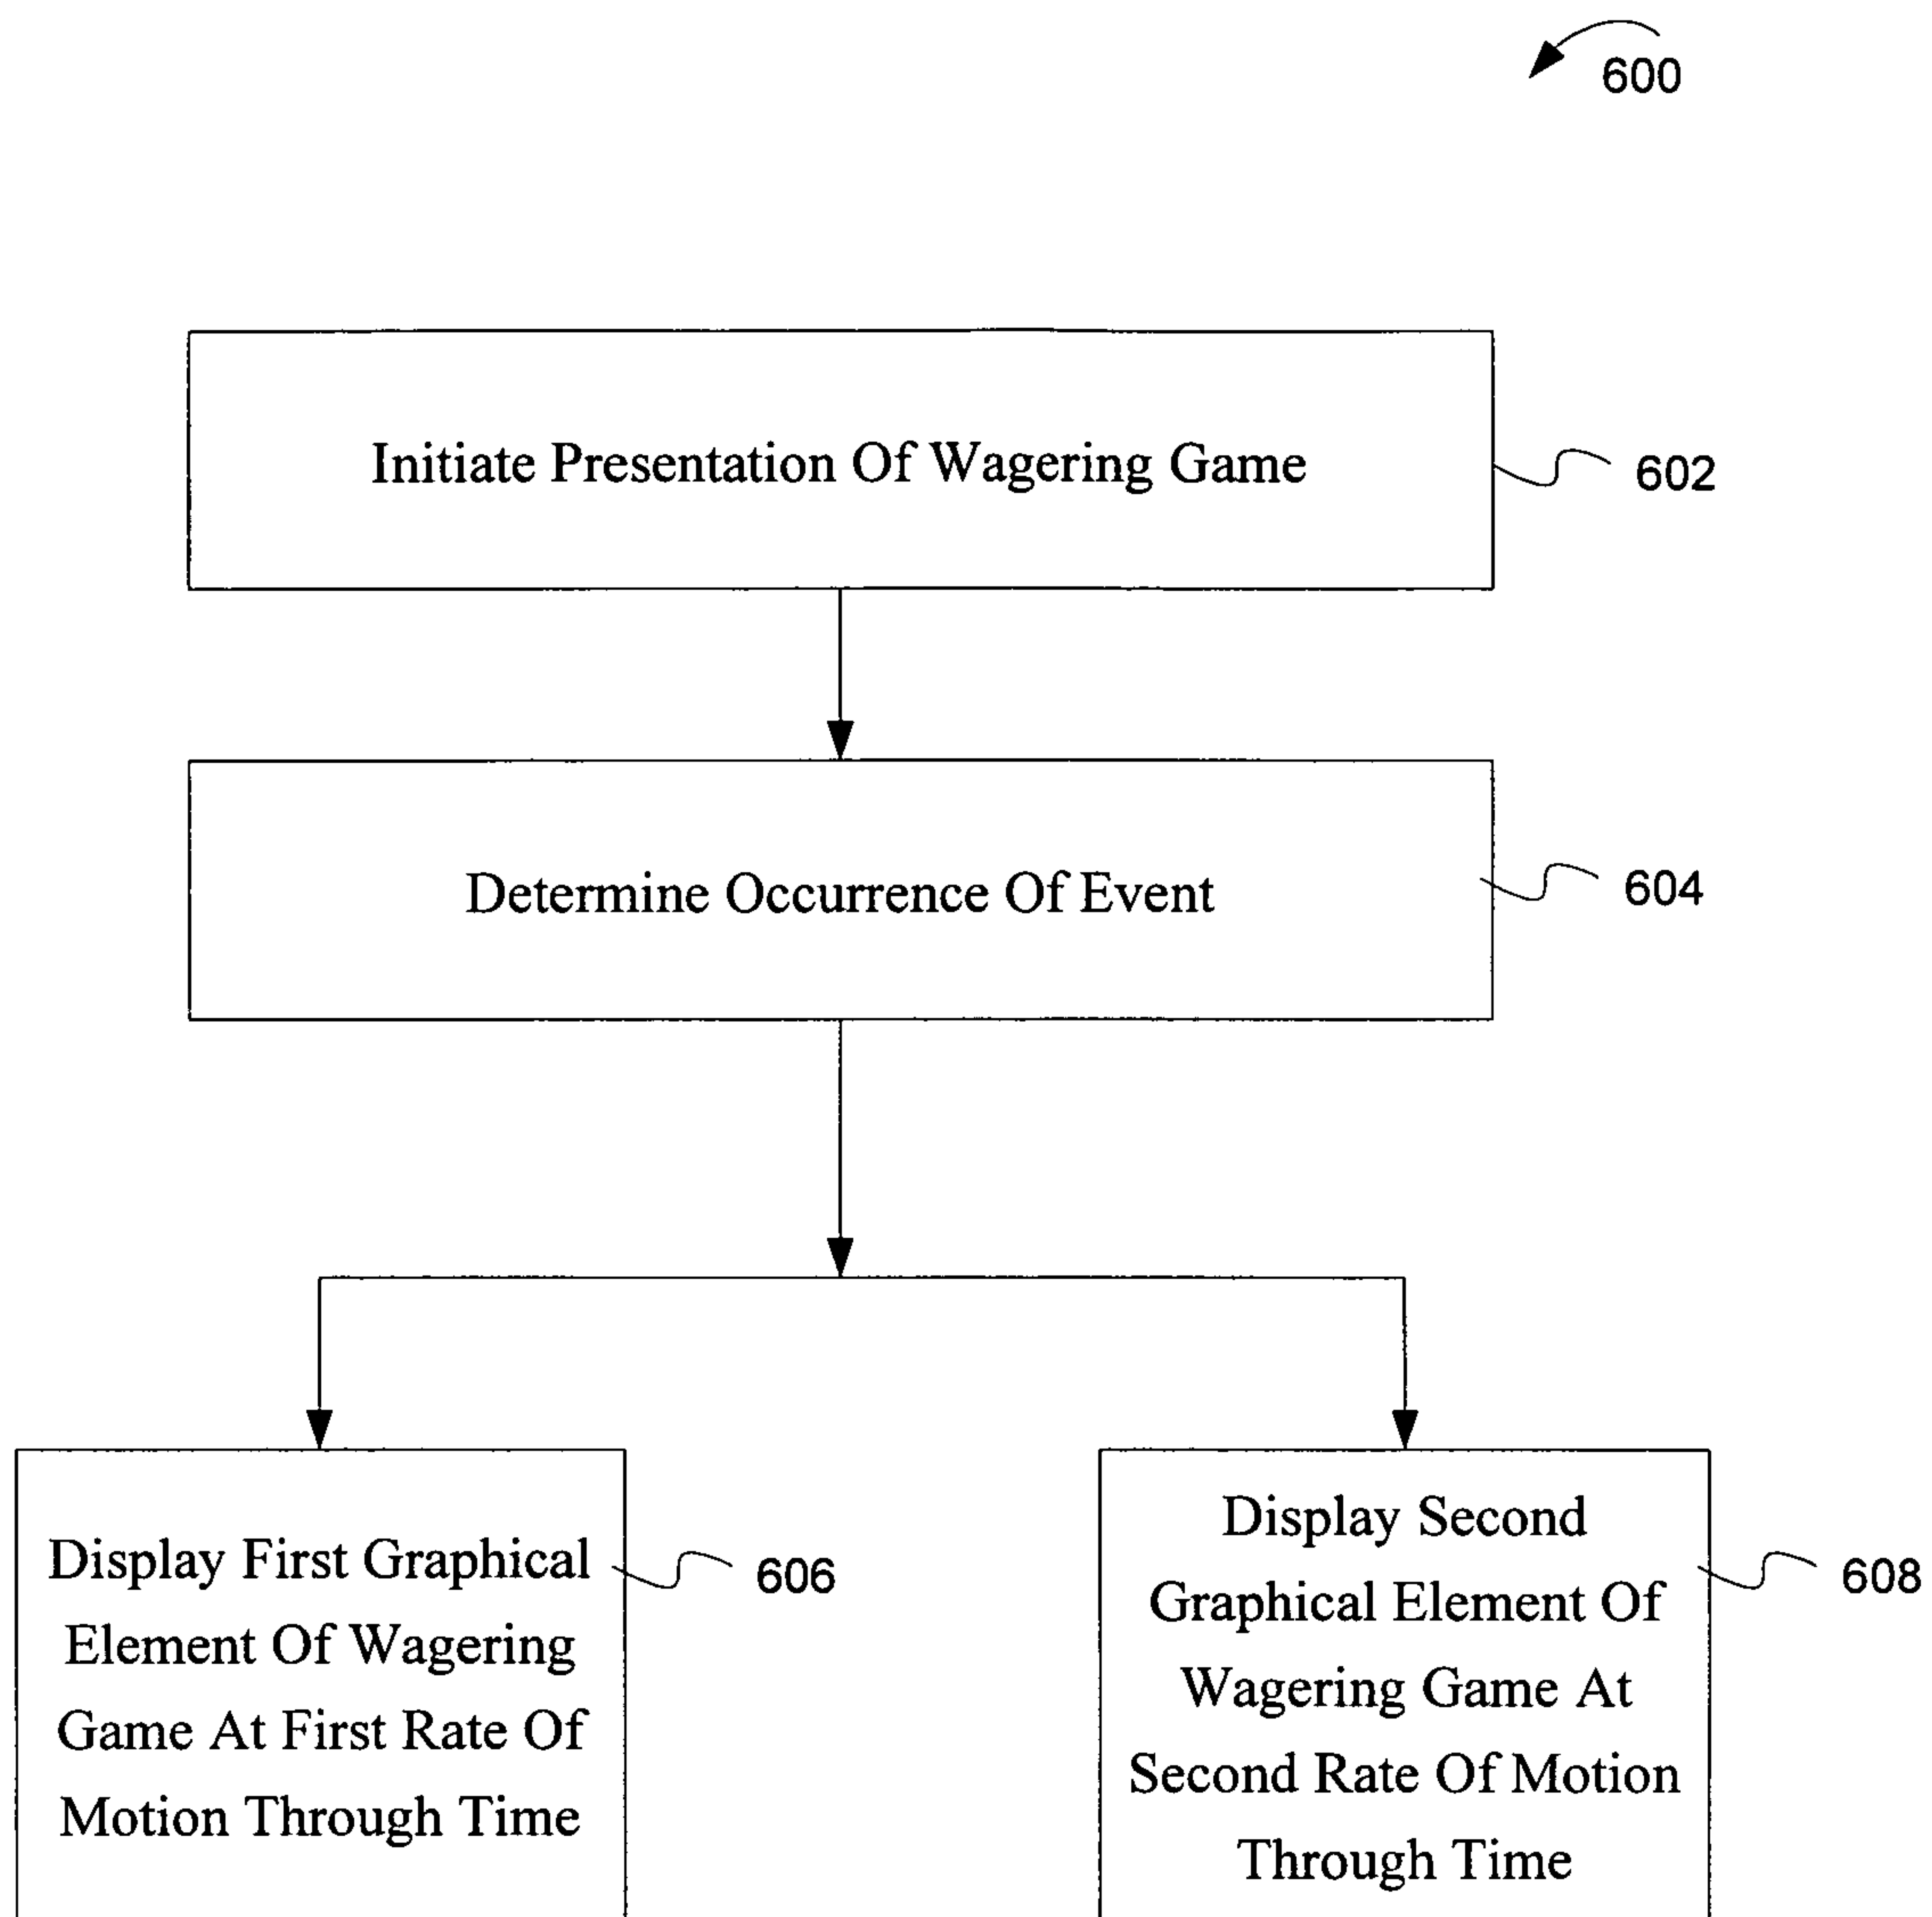 600
Initiate Presentation Of Wagering Game
602
Determine Occurrence Of Event
604
Display First Graphical
Element Of Wagering
Game At First Rate Of
Motion Through Time
606
Display Second
Graphical Element Of
Wagering Game At
Second Rate Of Motion
Through Time
608